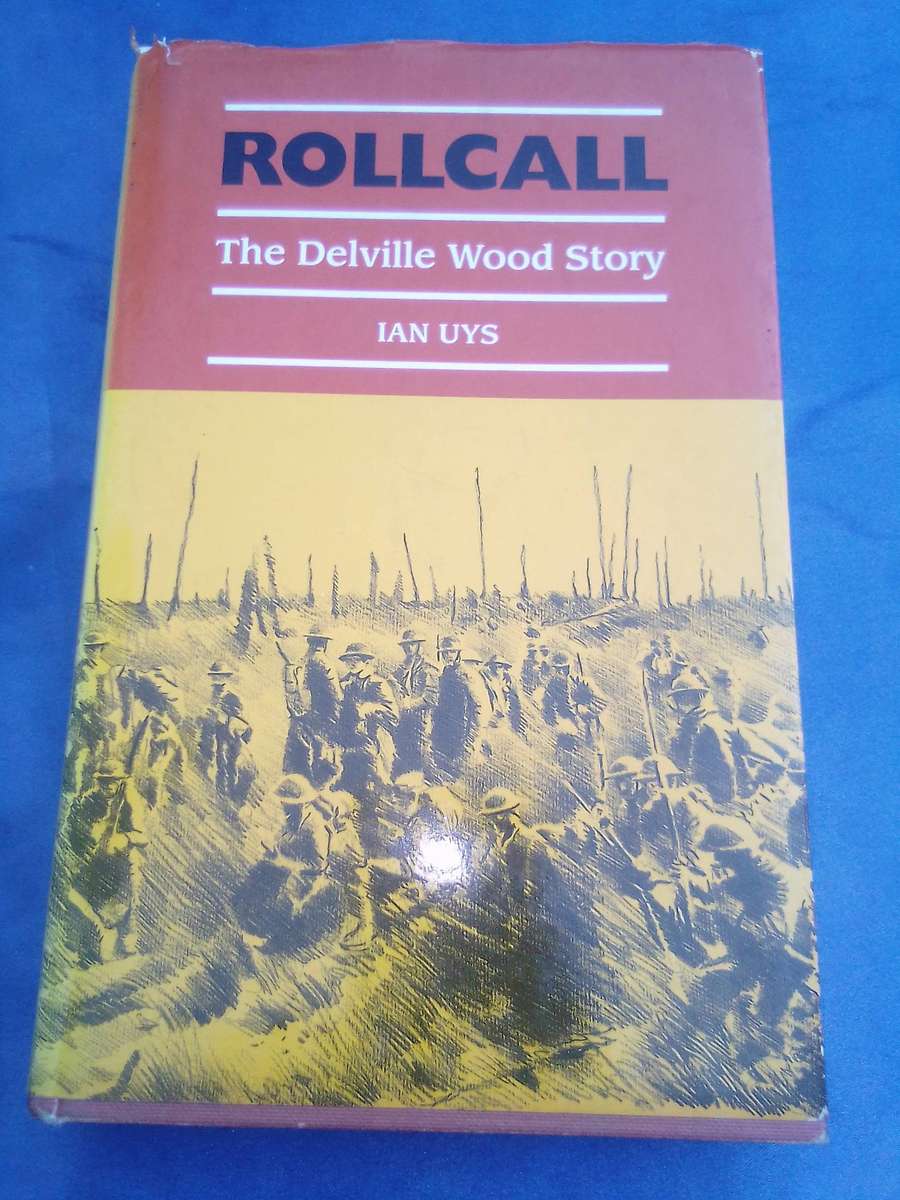 ROLLCALL
The Delville Wood Story
IAN UYS